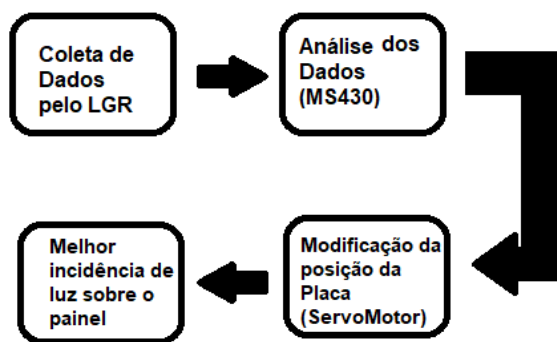 Coleta de
Dados
pelo LGR
Análise dos
Dados
(MS430)
Modificação da
posição da
Placa
(ServoMotor)
Melhor
incidência de
luz sobre o
painel